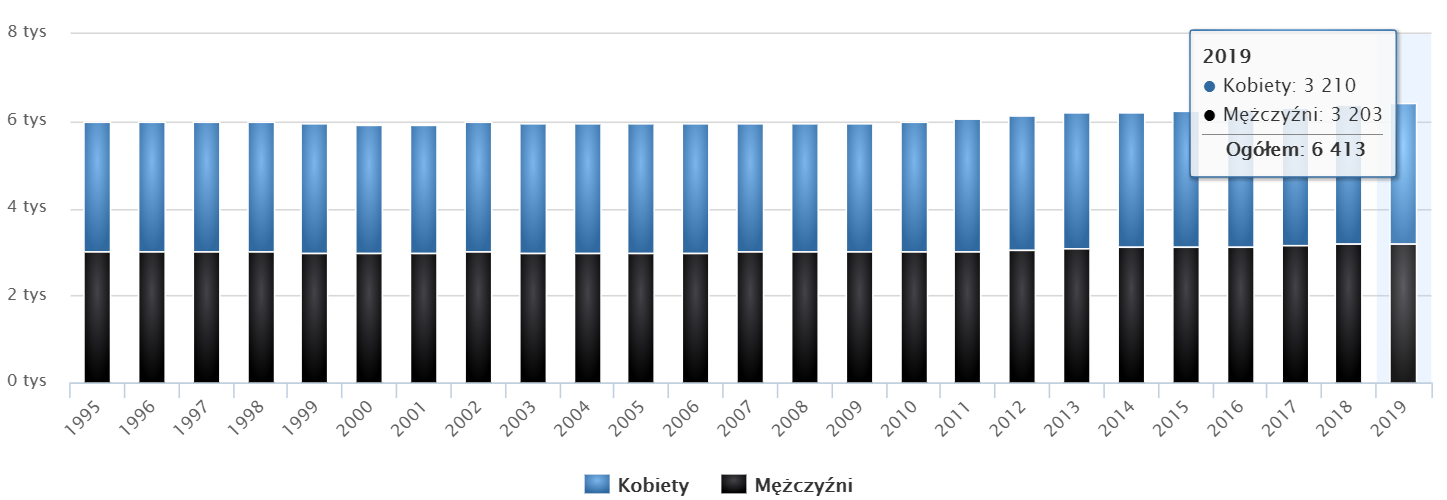 8 tys
6 tys
4 tys
2 tys
0 tys
2019
Kobiety: 3 210
Mężczyźni: 3 203
Ogółem: 6 413
1995 1996 1997 1998 1999 2000 2001 2002 2003 2004 2005 2006 2007 2008 2009 2010 2011 2012 2013 2014 2015 2016 2017 2018 2019
Kobiety Mężczyźni